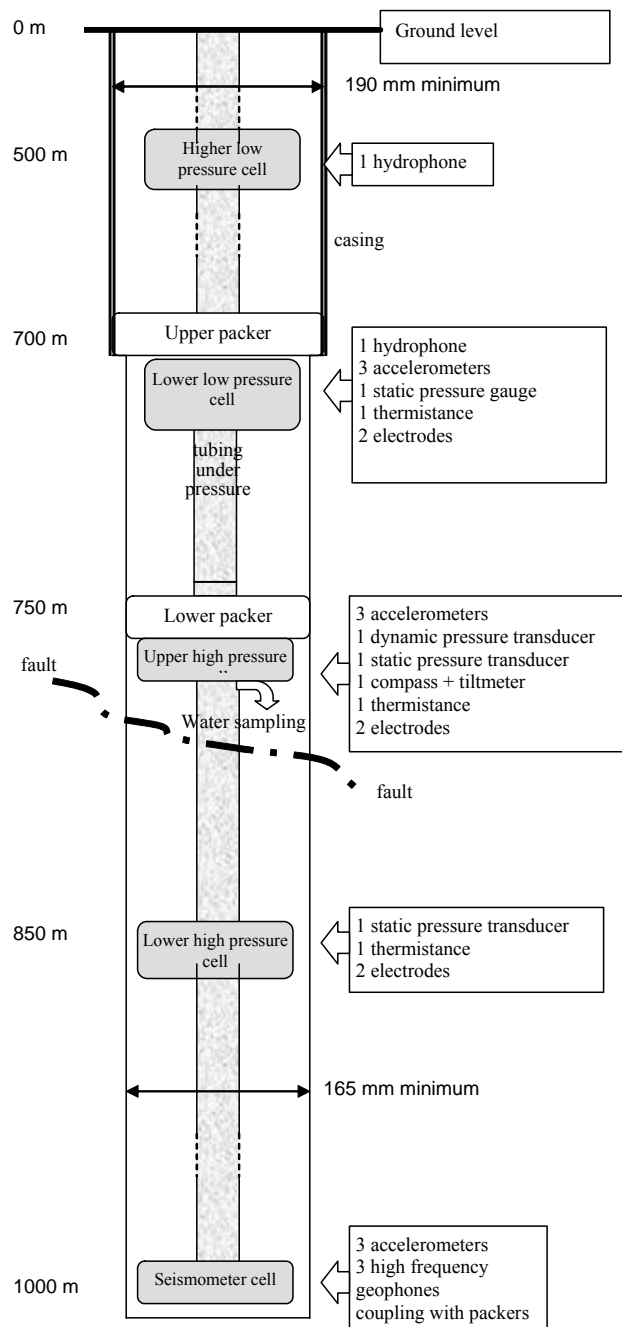 0 m
Ground level
190 mm minimum
500 m
Higher low
pressure cell
1 hydrophone
casing
700 m
Upper packer
1 hydrophone
3 accelerometers
1 static pressure gauge
1 thermistance
2 electrodes
Lower low pressure
cell
tubing
under
pressure
750 m
Lower packer
3 accelerometers
1 dynamic pressure transducer
1 static pressure transducer
1 compass + tiltmeter
1 thermistance
2 electrodes
Upper high pressure
fault
Water sampling
fault
850 m
Lower high pressure
cell
1 static pressure transducer
1 thermistance
2 electrodes
165 mm minimum
1000 m
Seismometer cell
3 accelerometers
3 high frequency
geophones
coupling with packers